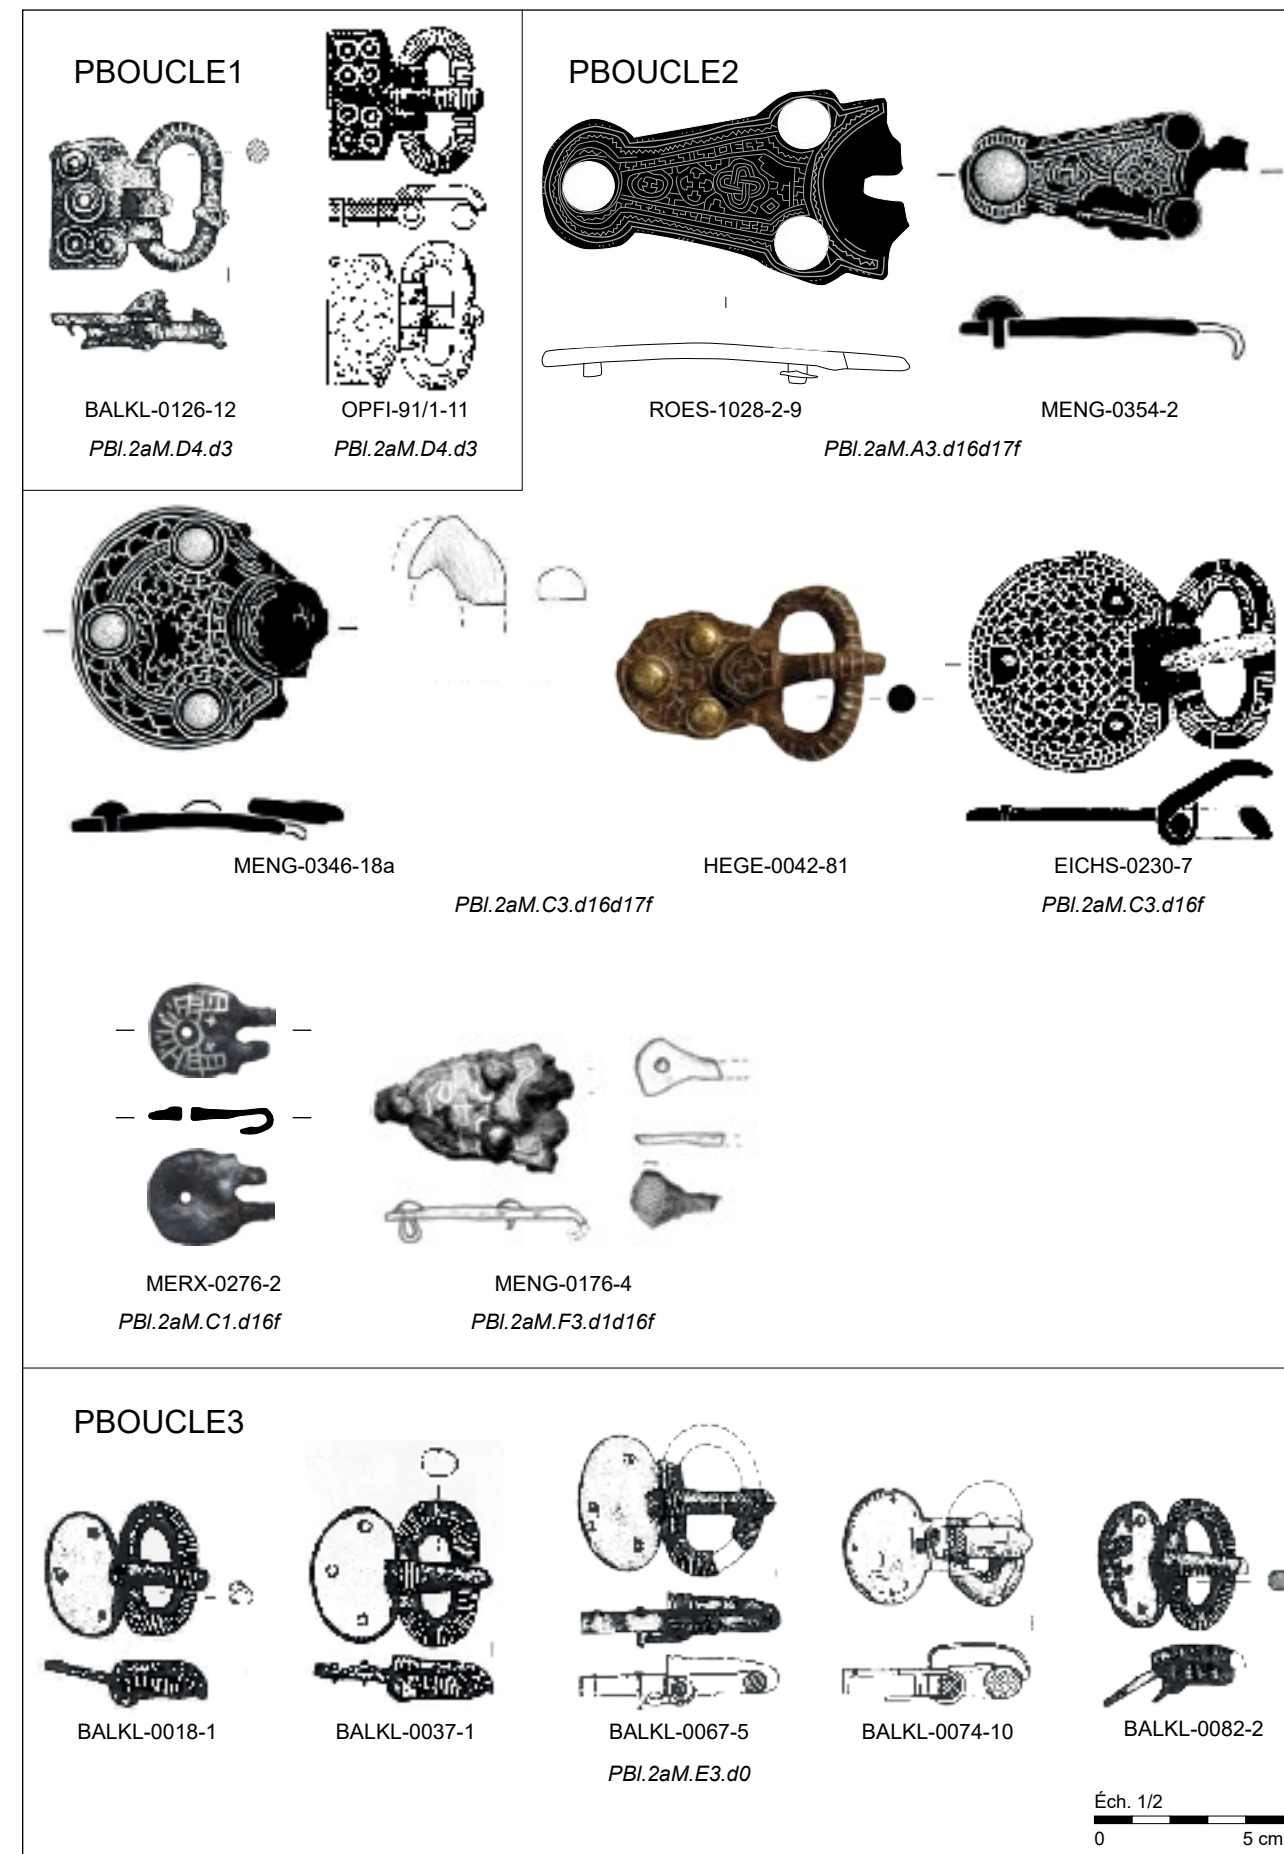 PBOUCLE1
PBOUCLE2
BALKL-0126-12
OPFI-91/1-11
ROES-1028-2-9
MENG-0354-2
PBl.2aM.D4.d3
PBl.2aM.D4.d3
PBl.2aM.A3.d16d17f
MENG-0346-18a
HEGE-0042-81
EICHS-0230-7
PBl.2aM.C3.d16d17f
PBl.2aM.C3.d16f
MERX-0276-2
MENG-0176-4
PBl.2aM.C1.d16f
PBl.2aM.F3.d1d16f
PBOUCLE3
BALKL-0018-1
BALKL-0037-1
BALKL-0067-5
BALKL-0074-10
BALKL-0082-2
PBl.2aM.E3.d0
Éch. 1/2
0 5 cm